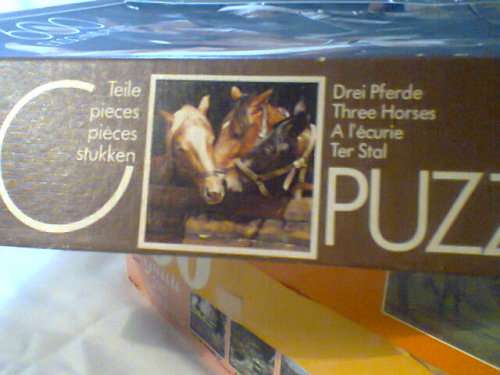 Teile
pieces
pièces
stukken
Drei Pferde
Three Horses
A l'écurie
Ter Stal
PUZZ